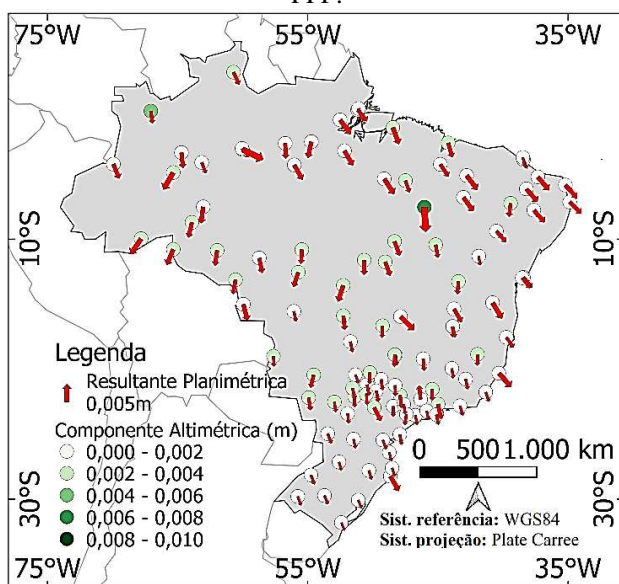 PPP.
75°W 55°W 35°W
10°S 10°S
30°S 30°S
Legenda
Resultante Planimétrica
0,005m
Componente Altimétrica (m)
0,000 - 0,002
0,002 - 0,004
0,004 - 0,006
0,006 - 0,008
0,008 - 0,010
0 5001.000 km
Sist. referência: WGS84
Sist. projeção: Plate Carree
75°W 55°W 35°W